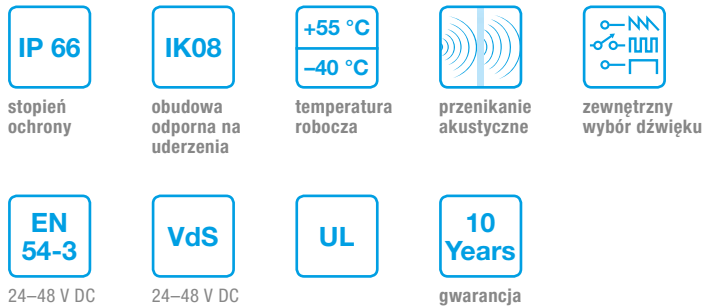 IP 66
stopień
ochrony
IK08
obudowa
odporna na
uderzenia
+55 °C
–40 °C
temperatura
robocza
przenikanie
akustyczne
zewnętrzny
wybór dźwięku
EN
54-3
24–48 V DC
VdS
24–48 V DC
UL
10
Years
gwarancja